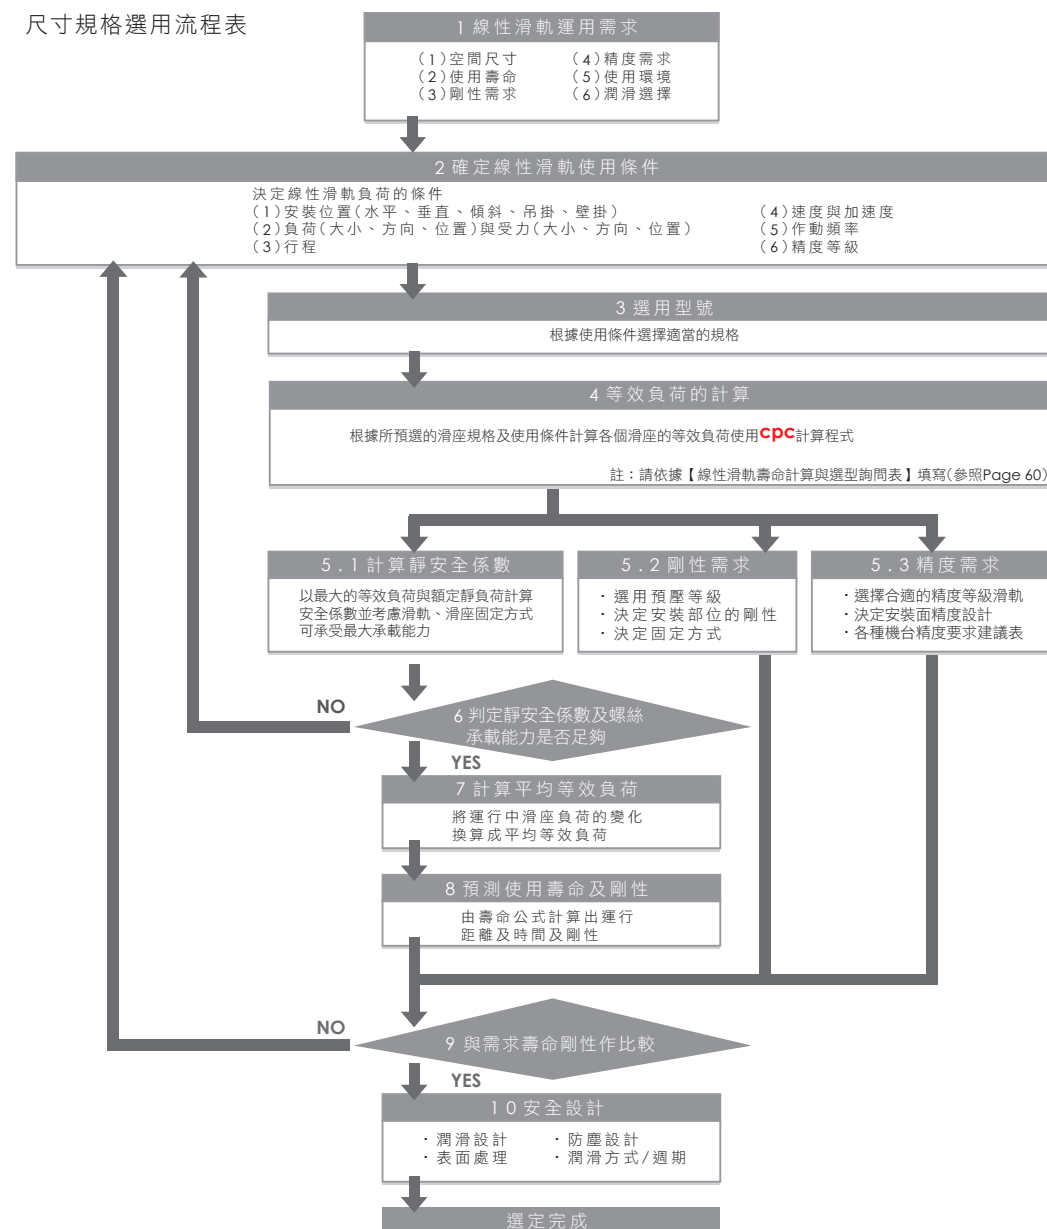 尺寸規格選用流程表
1 線性滑軌運用需求
(1)空間尺寸 (4)精度需求
(2)使用壽命 (5)使用環境
(3)剛性需求 (6)潤滑選擇
2 確定線性滑軌使用條件
決定線性滑軌負荷的條件
(1)安裝位置(水平、垂直、傾斜、吊掛、壁掛) (4)速度與加速度
(2)負荷(大小、方向、位置)與受力(大小、方向、位置) (5)作動頻率
(3)行程 (6)精度等級
3 選用型號
根據使用條件選擇適當的規格
4 等效負荷的計算
根據所預選的滑座規格及使用條件計算各個滑座的等效負荷使用cpc計算程式
註：請依據【線性滑軌壽命計算與選型詢問表】填寫(參照Page 60)
5.1 計算靜安全係數
以最大的等效負荷與額定靜負荷計算
安全係數並考慮滑軌、滑座固定方式
可承受最大承載能力
5.2 剛性需求
・選用預壓等級
・決定安裝部位的剛性
・決定固定方式
5.3 精度需求
・選擇合適的精度等級滑軌
・決定安裝面精度設計
・各種機台精度要求建議表
NO
6 判定靜安全係數及螺絲
承載能力是否足夠
YES
7 計算平均等效負荷
將運行中滑座負荷的變化
換算成平均等效負荷
8 預測使用壽命及剛性
由壽命公式計算出運行
距離及時間及剛性
NO
9 與需求壽命剛性作比較
YES
10 安全設計
・潤滑設計 ・防塵設計
・表面處理 ・潤滑方式/週期
選定完成